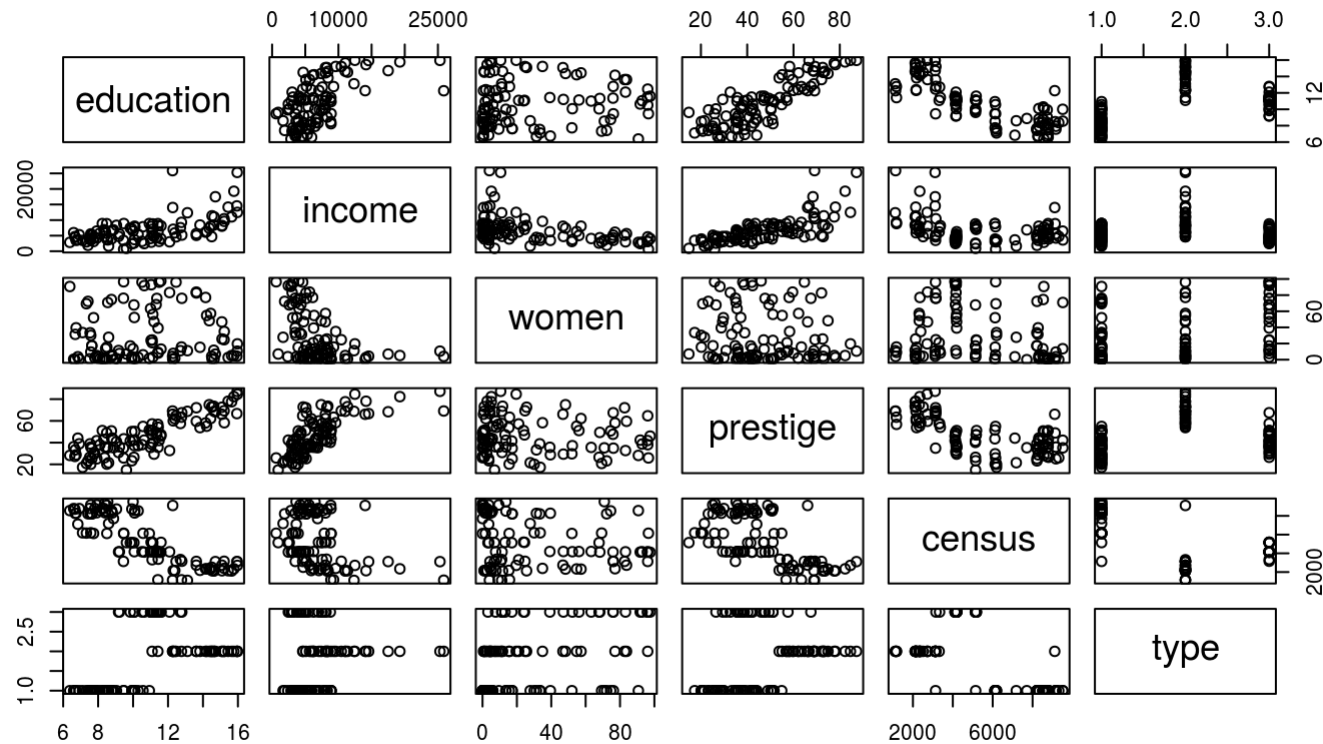 0 10000 25000 20 40 60 80 1.0 2.0 3.0
education 6 12
0 20000 income
women 0 60
20 60 prestige
census 2000
1.0 2.5 type
6 8 12 16 0 40 80 2000 6000